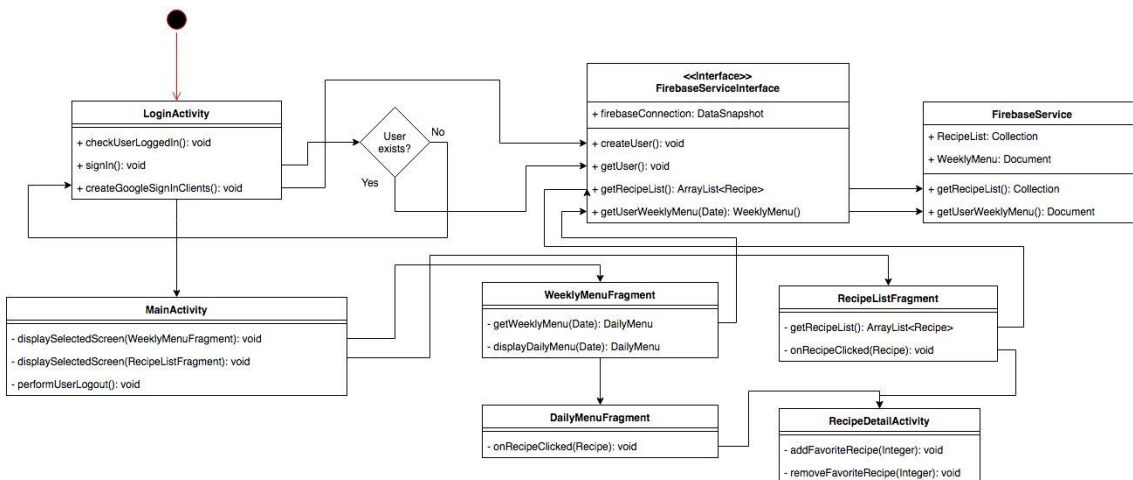 LoginActivity
+ checkUserLoggedIn(): void
+ signIn(): void
+ createGoogleSignInClients(): void
User
exists?
No
Yes
<<Interface>>
FirebaseServiceInterface
+ firebaseConnection: DataSnapshot
+ createUser(): void
+ getUser(): void
+ getRecipeList(): ArrayList<Recipe>
+ getUserWeeklyMenu(Date): WeeklyMenu()
FirebaseService
+ RecipeList: Collection
+ WeeklyMenu: Document
+ getRecipeList(): Collection
+ getUserWeeklyMenu(): Document
MainActivity
- displaySelectedScreen(WeeklyMenuFragment): void
- displaySelectedScreen(RecipeListFragment): void
- performUserLogout(): void
WeeklyMenuFragment
- getWeeklyMenu(Date): DailyMenu
- displayDailyMenu(Date): DailyMenu
RecipeListFragment
- getRecipeList(): ArrayList<Recipe>
- onRecipeClicked(Recipe): void
DailyMenuFragment
- onRecipeClicked(Recipe): void
RecipeDetailActivity
- addFavoriteRecipe(Integer): void
- removeFavoriteRecipe(Integer): void